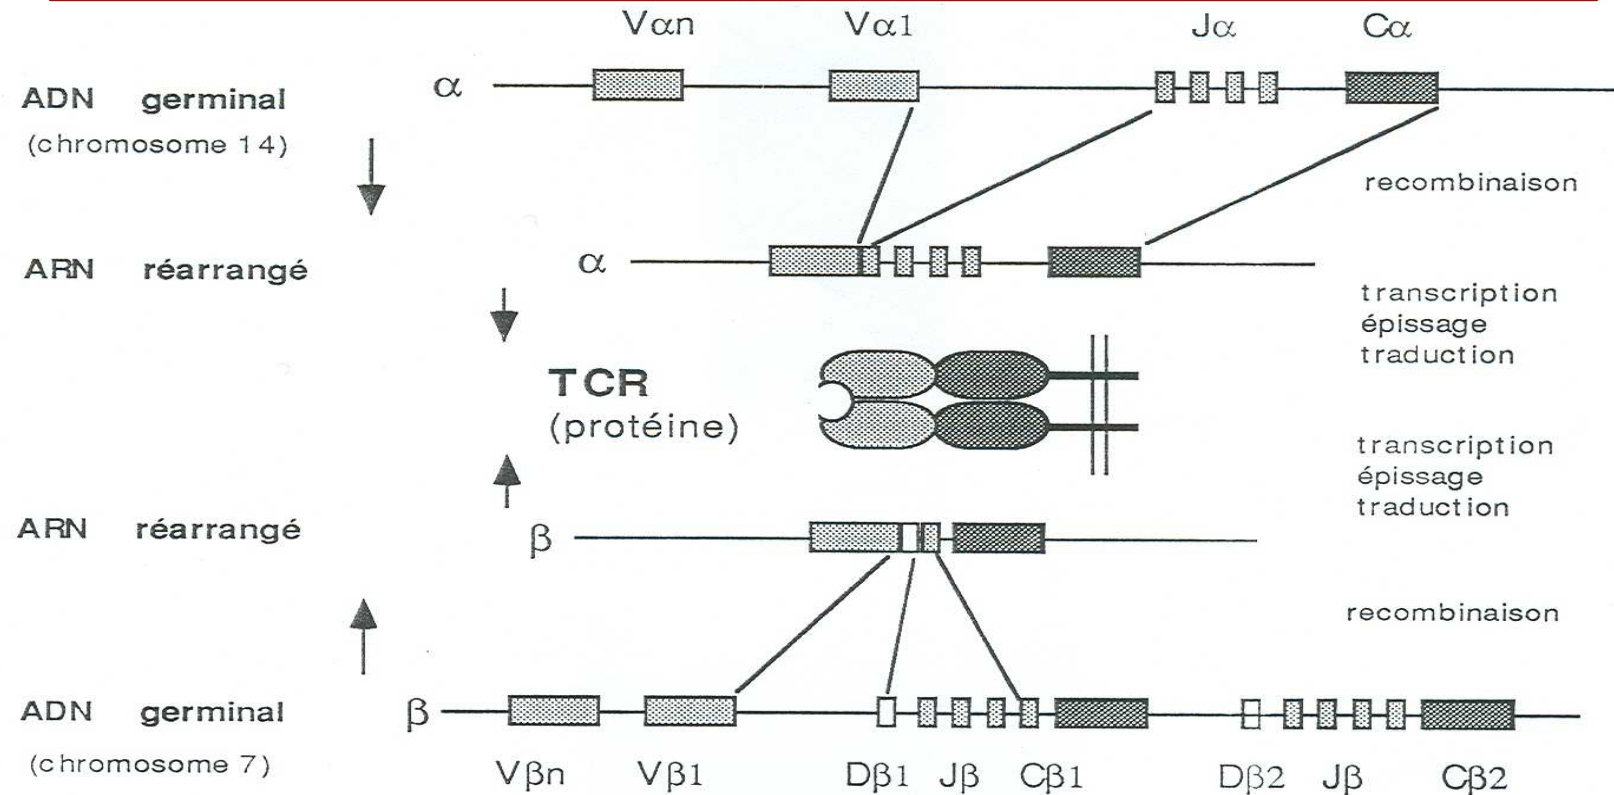 Vαn Vα1 Jα Cα
ADN germinal α
(chromosome 14)
recombinaison
ARN réarrangé α
transcription
épissage
traduction
TCR
(protéine)
transcription
épissage
traduction
ARN réarrangé β
recombinaison
ADN germinal β
(chromosome 7)
Vβn Vβ1 Dβ1 Jβ Cβ1 Dβ2 Jβ Cβ2